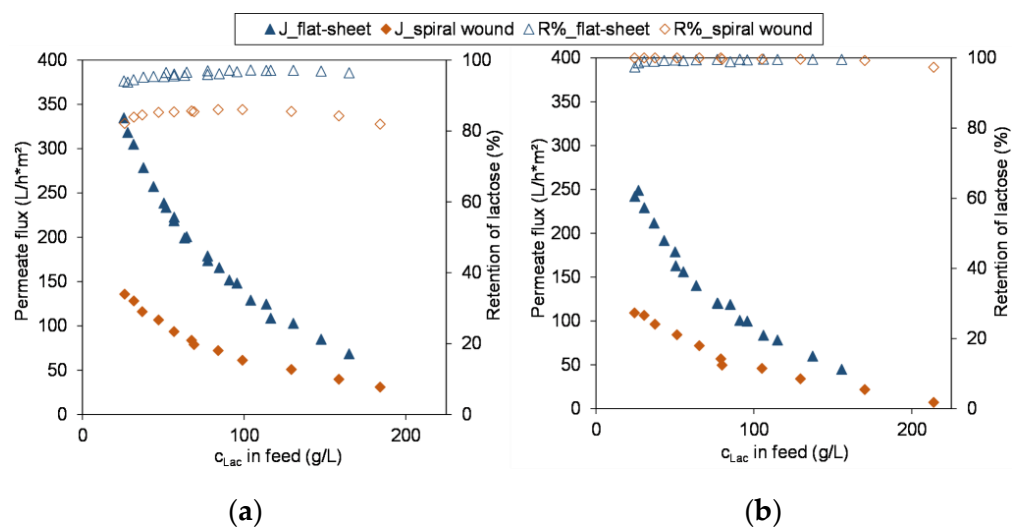 J_flat-sheet J_spiral wound R%_flat-sheet R%_spiral wound
400
350
300
250
200
150
100
50
0
Permeate flux (L/h*m²)
100
80
60
40
20
0
Retention of lactose (%)
0 100 200
cLac in feed (g/L)
(a)
400
350
300
250
200
150
100
50
0
Permeate flux (L/h*m²)
100
80
60
40
20
0
Retention of lactose (%)
0 100 200
cLac in feed (g/L)
(b)